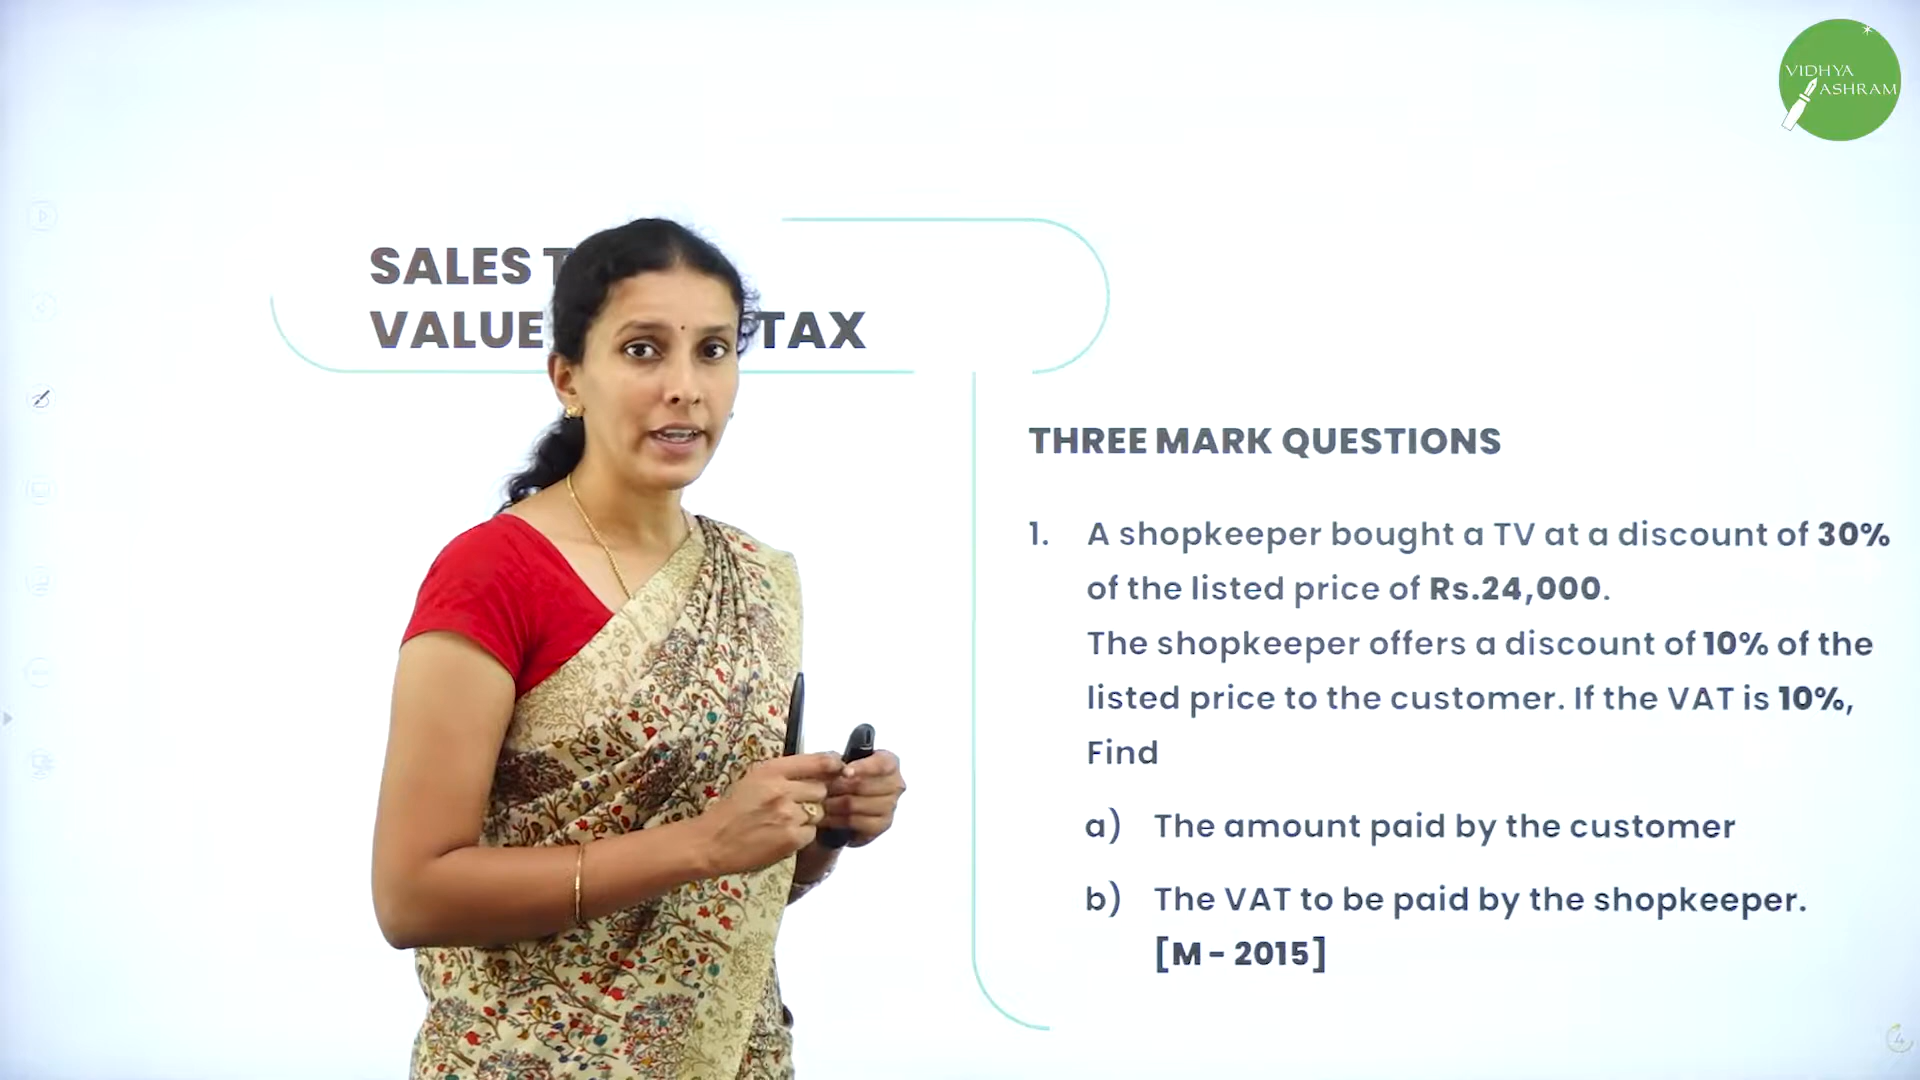 VIDHYA
ASHRAM
SALES
VALUE TAX
THREE MARK QUESTIONS
1. A shopkeeper bought a TV at a discount of 30%
of the listed price of Rs.24,000.
The shopkeeper offers a discount of 10% of the
listed price to the customer. If the VAT is 10%,
Find
a) The amount paid by the customer
b) The VAT to be paid by the shopkeeper.
[M - 2015]